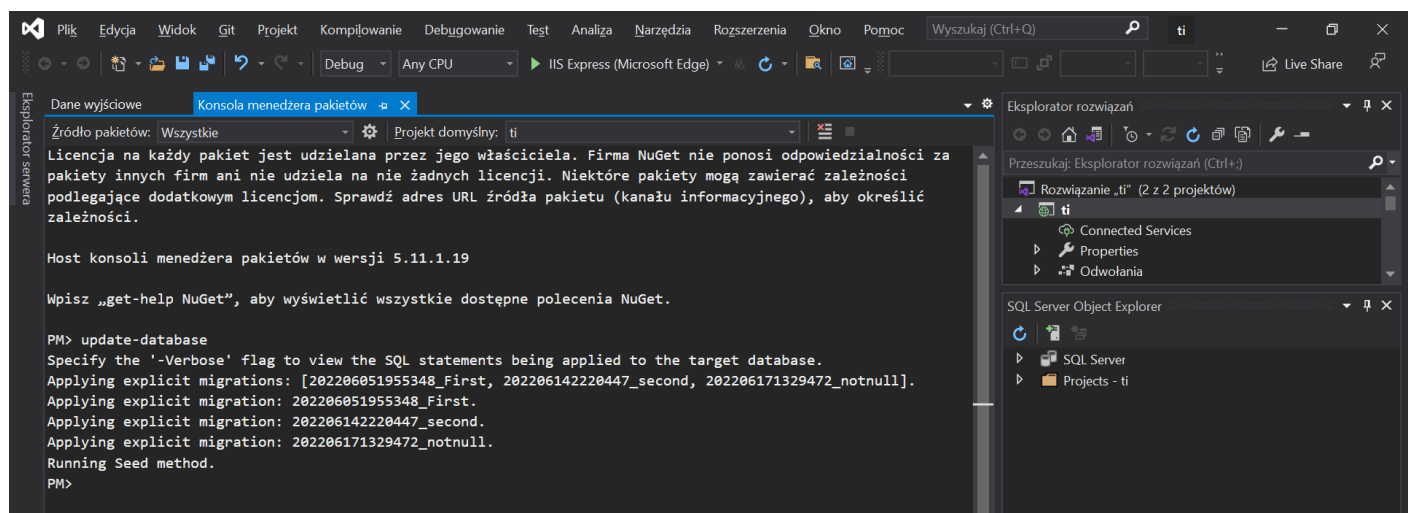 Plik Edycja Widok Git Projekt Kompilowanie Debugowanie Test Analiza Narzędzia Rozszerzenia Okno Pomoc Wyszukaj (Ctrl+Q) ti
Debug Any CPU IIS Express (Microsoft Edge) Live Share
Eksplorator serwera
Dane wyjściowe Konsola menedżera pakietów
Źródło pakietów: Wszystkie Projekt domyślny: ti
Licencja na każdy pakiet jest udzielana przez jego właściciela. Firma NuGet nie ponosi odpowiedzialności za
pakiety innych firm ani nie udziela na nie żadnych licencji. Niektóre pakiety mogą zawierać zależności
podlegające dodatkowym licencjom. Sprawdź adres URL źródła pakietu (kanału informacyjnego), aby określić
zależności.
Host konsoli menedżera pakietów w wersji 5.11.1.19
Wpisz „get-help NuGet”, aby wyświetlić wszystkie dostępne polecenia NuGet.
PM> update-database
Specify the '-Verbose' flag to view the SQL statements being applied to the target database.
Applying explicit migrations: [202206051955348_First, 202206142220447_second, 202206171329472_notnull].
Applying explicit migration: 202206051955348_First.
Applying explicit migration: 202206142220447_second.
Applying explicit migration: 202206171329472_notnull.
Running Seed method.
PM>
Eksplorator rozwiązań
Przeszukaj: Eksplorator rozwiązań (Ctrl+;)
Rozwiązanie „ti” (2 z 2 projektów)
ti
Connected Services
Properties
Odwołania
SQL Server Object Explorer
SQL Server
Projects - ti